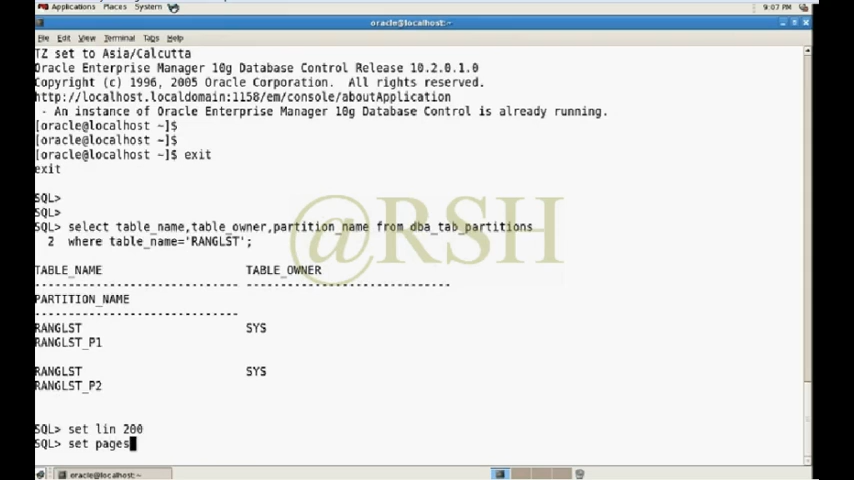 Applications Places System 9:07 PM
oracle@localhost:~
File Edit View Terminal Tabs Help
TZ set to Asia/Calcutta
Oracle Enterprise Manager 10g Database Control Release 10.2.0.1.0
Copyright (c) 1996, 2005 Oracle Corporation.  All rights reserved.
http://localhost.localdomain:1158/em/console/aboutApplication
 - An instance of Oracle Enterprise Manager 10g Database Control is already running.
[oracle@localhost ~]$
[oracle@localhost ~]$
[oracle@localhost ~]$ exit
exit
SQL>
SQL>
SQL> select table_name,table_owner,partition_name from dba_tab_partitions
  2  where table_name='RANGLST';
@RSH
TABLE_NAME                     TABLE_OWNER
------------------------------ ------------------------------
PARTITION_NAME
------------------------------
RANGLST                        SYS
RANGLST_P1
RANGLST                        SYS
RANGLST_P2
SQL> set lin 200
SQL> set pages
oracle@localhost:~